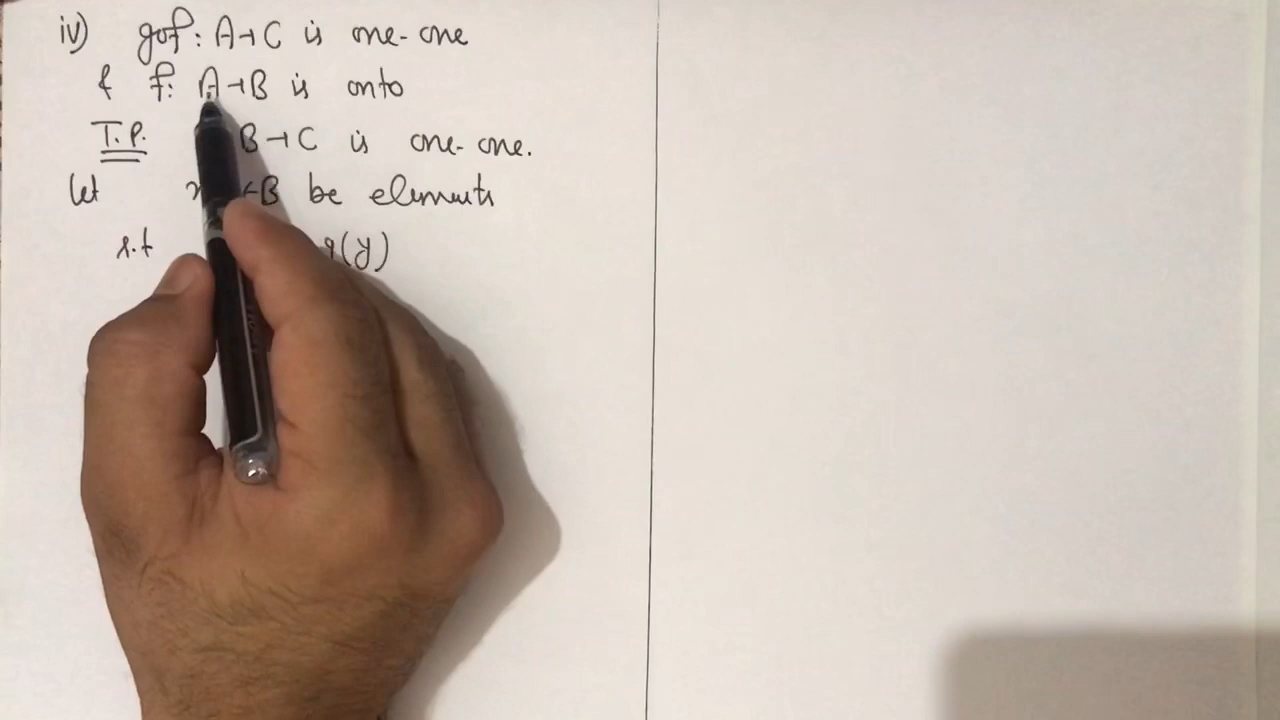 iv) gof: A→C is one-one
& f: A→B is onto
T.P. B→C is one-one.
let B be elements
s.t (y)